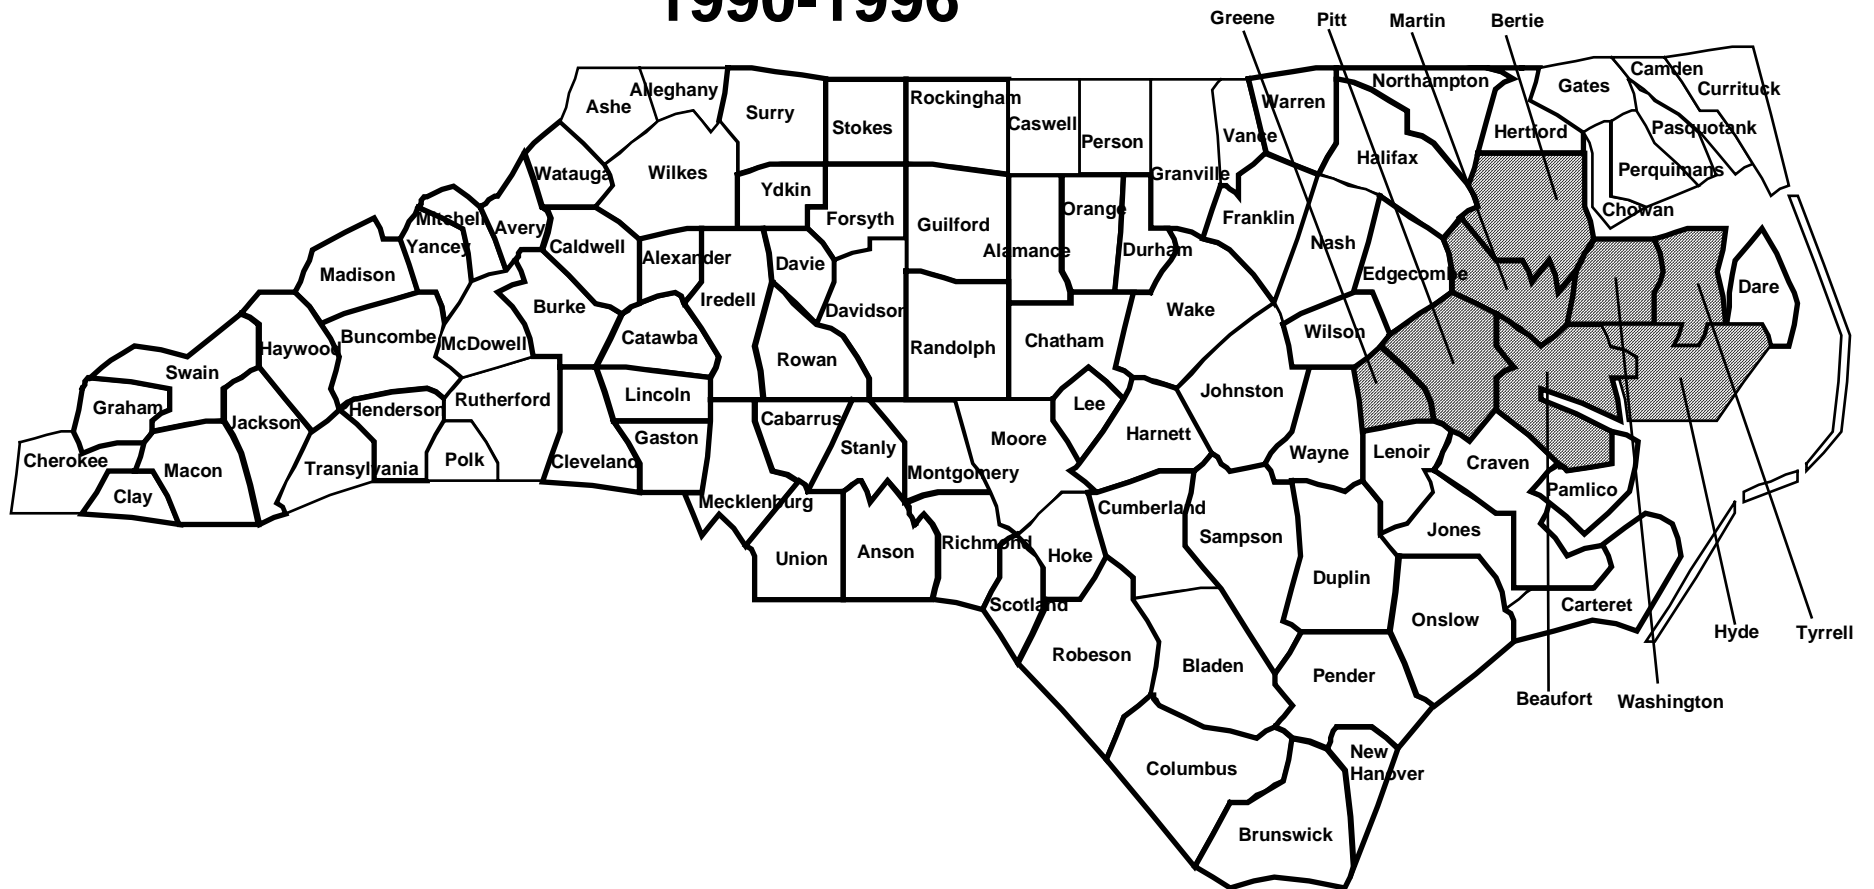 1990-1996
Greene
Pitt
Martin
Bertie
Alleghany
Ashe
Surry
Stokes
Rockingham
Caswell
Person
Granville
Vance
Warren
Northampton
Halifax
Hertford
Gates
Camden
Currituck
Pasquotank
Perquimans
Chowan
Watauga
Wilkes
Ydkin
Forsyth
Guilford
Alamance
Orange
Durham
Franklin
Nash
Edgecombe
Mitchell
Avery
Yancey
Caldwell
Alexander
Davie
Iredell
Davidson
Madison
Burke
Wake
Wilson
Dare
Buncombe
McDowell
Catawba
Rowan
Randolph
Chatham
Haywood
Swain
Graham
Jackson
Henderson
Rutherford
Lincoln
Cabarrus
Stanly
Moore
Lee
Johnston
Harnett
Wayne
Lenoir
Craven
Pamlico
Cherokee
Macon
Clay
Transylvania
Polk
Cleveland
Gaston
Mecklenburg
Montgomery
Cumberland
Sampson
Jones
Union
Anson
Richmond
Hoke
Scotland
Duplin
Onslow
Carteret
Hyde
Tyrrell
Robeson
Bladen
Pender
Beaufort
Washington
Columbus
New
Hanover
Brunswick